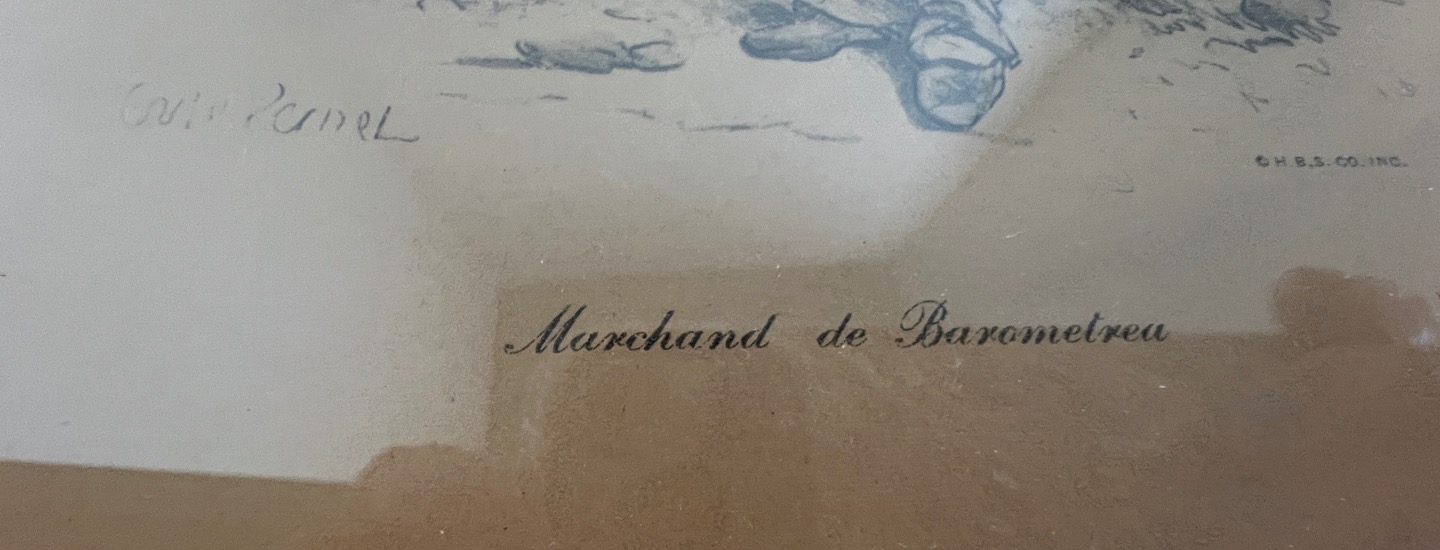 © H. B. S. CO. INC.
Marchand de Barometrea